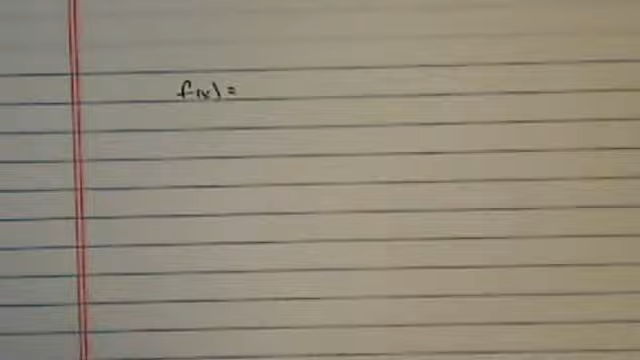 f(x) =